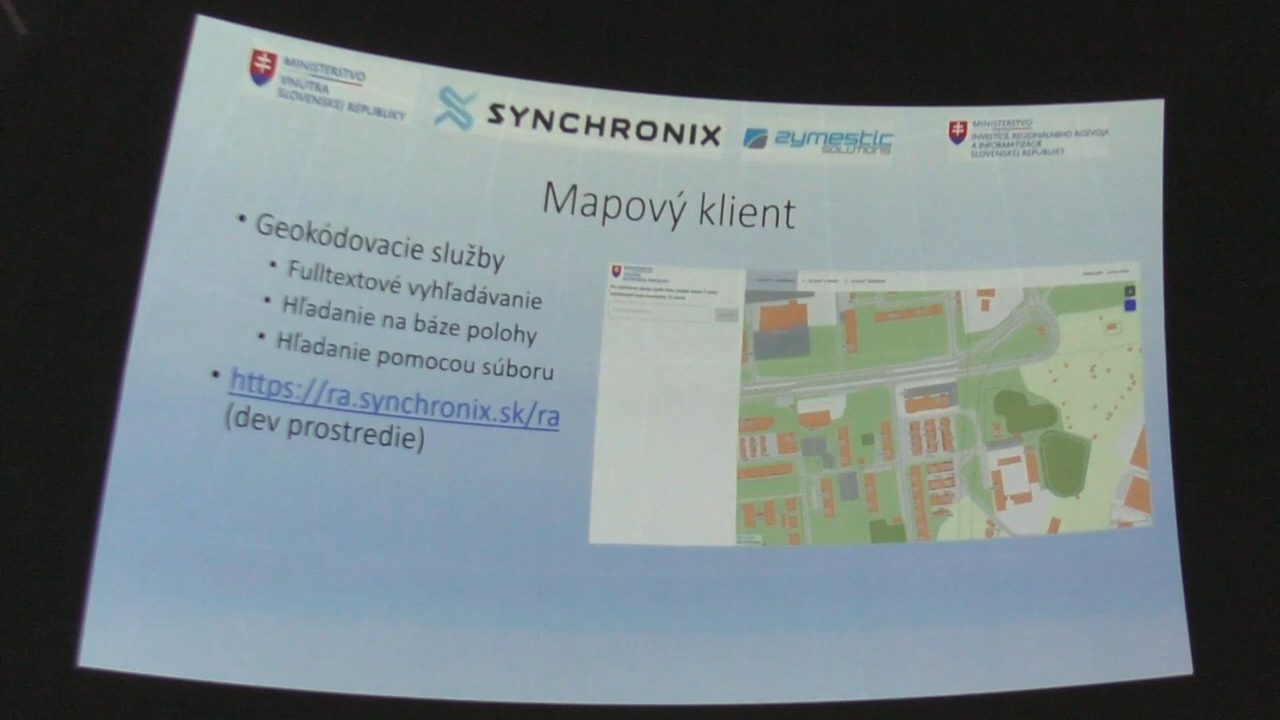 MINISTERSTVO
VNÚTRA
SLOVENSKEJ REPUBLIKY
SYNCHRONIX
zymestic
SOLUTIONS
MINISTERSTVO
INVESTÍCIÍ, REGIONÁLNEHO ROZVOJA
A INFORMATIZÁCIE
SLOVENSKEJ REPUBLIKY
Mapový klient
• Geokódovacie služby
• Fulltextové vyhľadávanie
• Hľadanie na báze polohy
• Hľadanie pomocou súboru
• https://ra.synchronix.sk/ra
(dev prostredie)